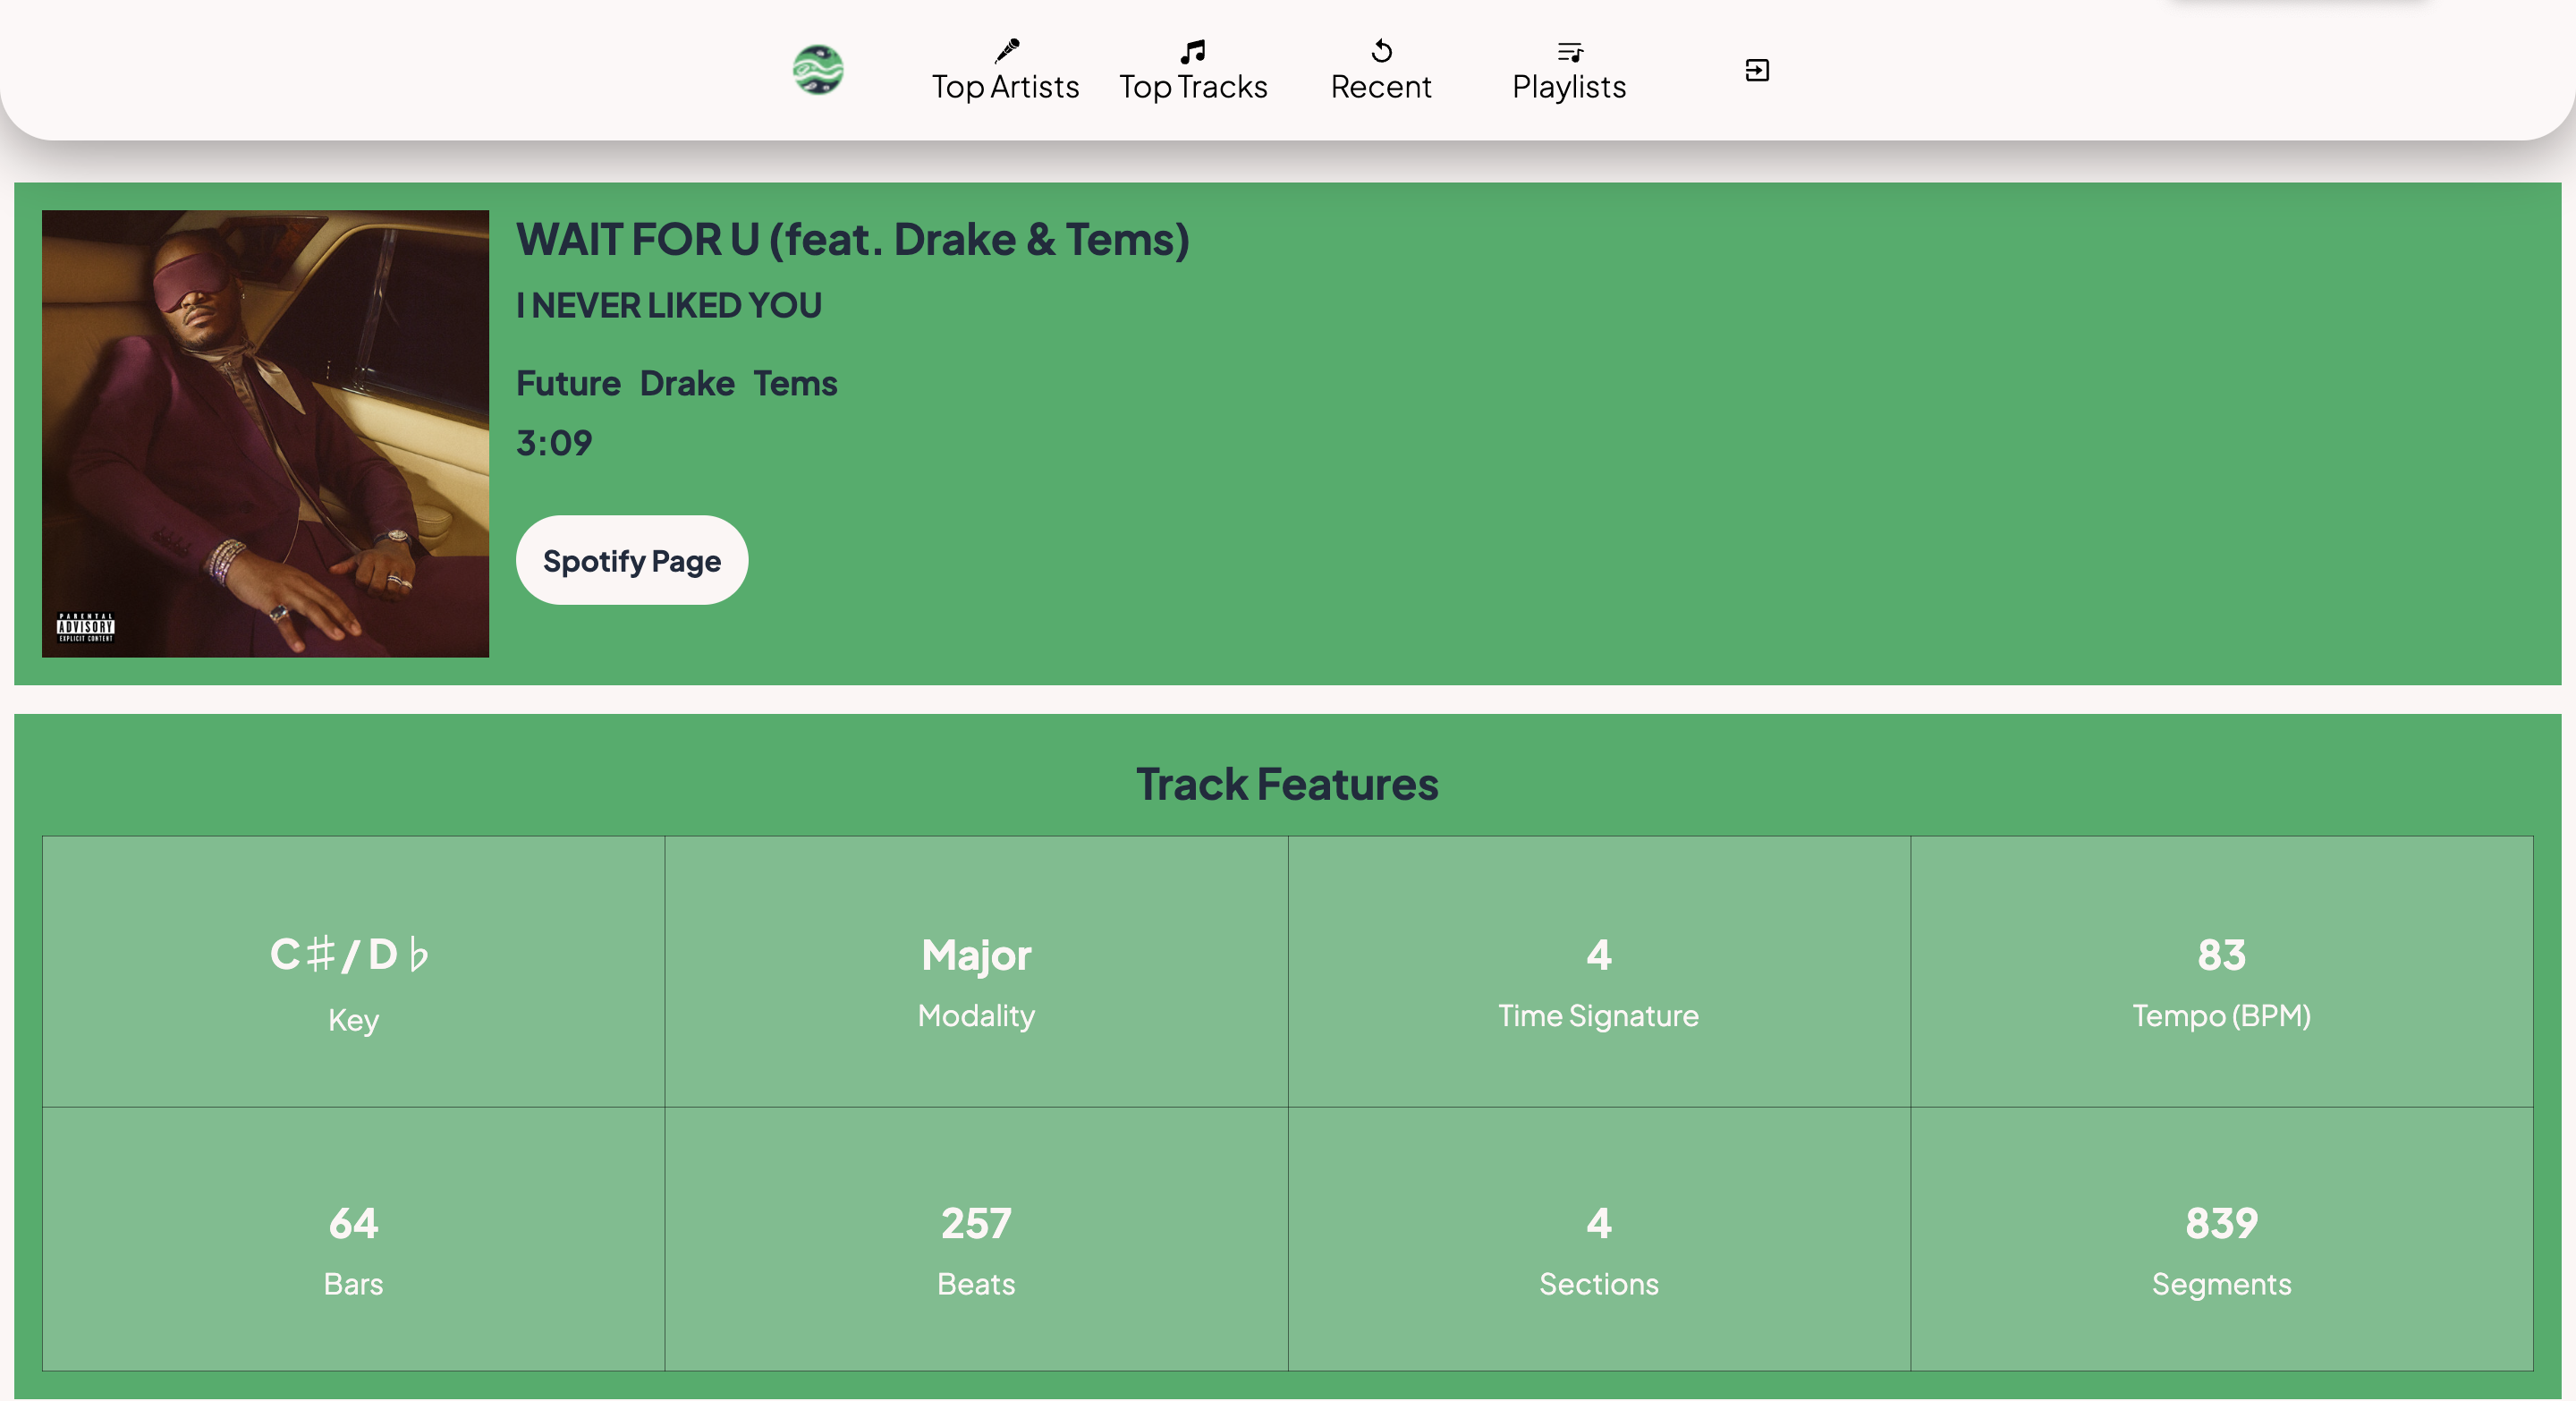 Top Artists
Top Tracks
Recent
Playlists
WAIT FOR U (feat. Drake & Tems)
I NEVER LIKED YOU
Future Drake Tems
3:09
Spotify Page
PARENTAL
ADVISORY
EXPLICIT CONTENT
Track Features
C♯/D♭
Key
Major
Modality
4
Time Signature
83
Tempo (BPM)
64
Bars
257
Beats
4
Sections
839
Segments